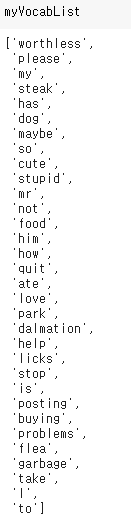 myVocabList
['worthless',
'please',
'my',
'steak',
'has',
'dog',
'maybe',
'so',
'cute',
'stupid',
'mr',
'not',
'food',
'him',
'how',
'quit',
'ate',
'love',
'park',
'dalmation',
'help',
'licks',
'stop',
'is',
'posting',
'buying',
'problems',
'flea',
'garbage',
'take',
'I',
'to']